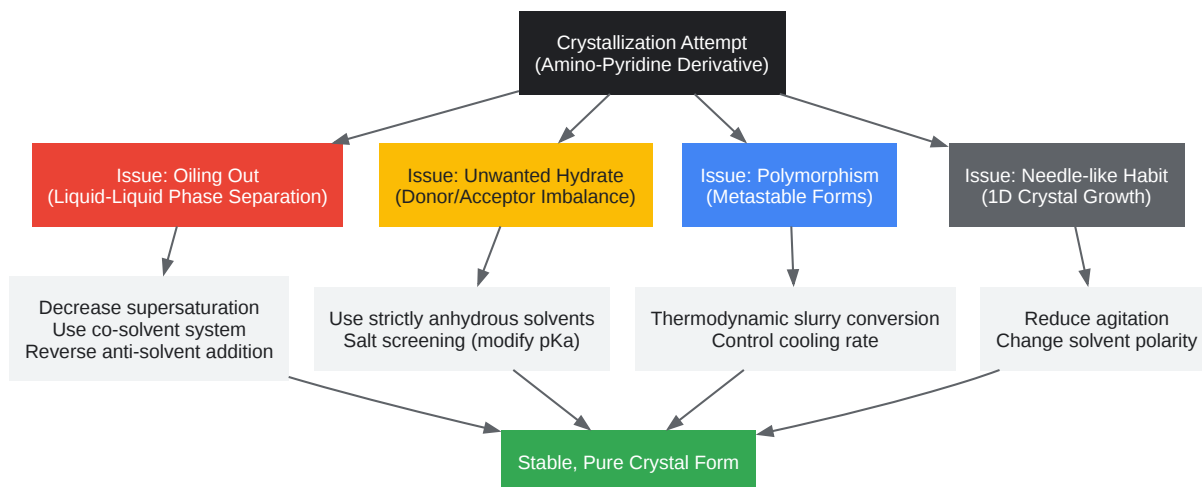 Crystallization Attempt
(Amino-Pyridine Derivative)
Issue: Oiling Out
(Liquid-Liquid Phase Separation)
Issue: Unwanted Hydrate
(Donor/Acceptor Imbalance)
Issue: Polymorphism
(Metastable Forms)
Issue: Needle-like Habit
(1D Crystal Growth)
Decrease supersaturation
Use co-solvent system
Reverse anti-solvent addition
Use strictly anhydrous solvents
Salt screening (modify pKa)
Thermodynamic slurry conversion
Control cooling rate
Reduce agitation
Change solvent polarity
Stable, Pure Crystal Form